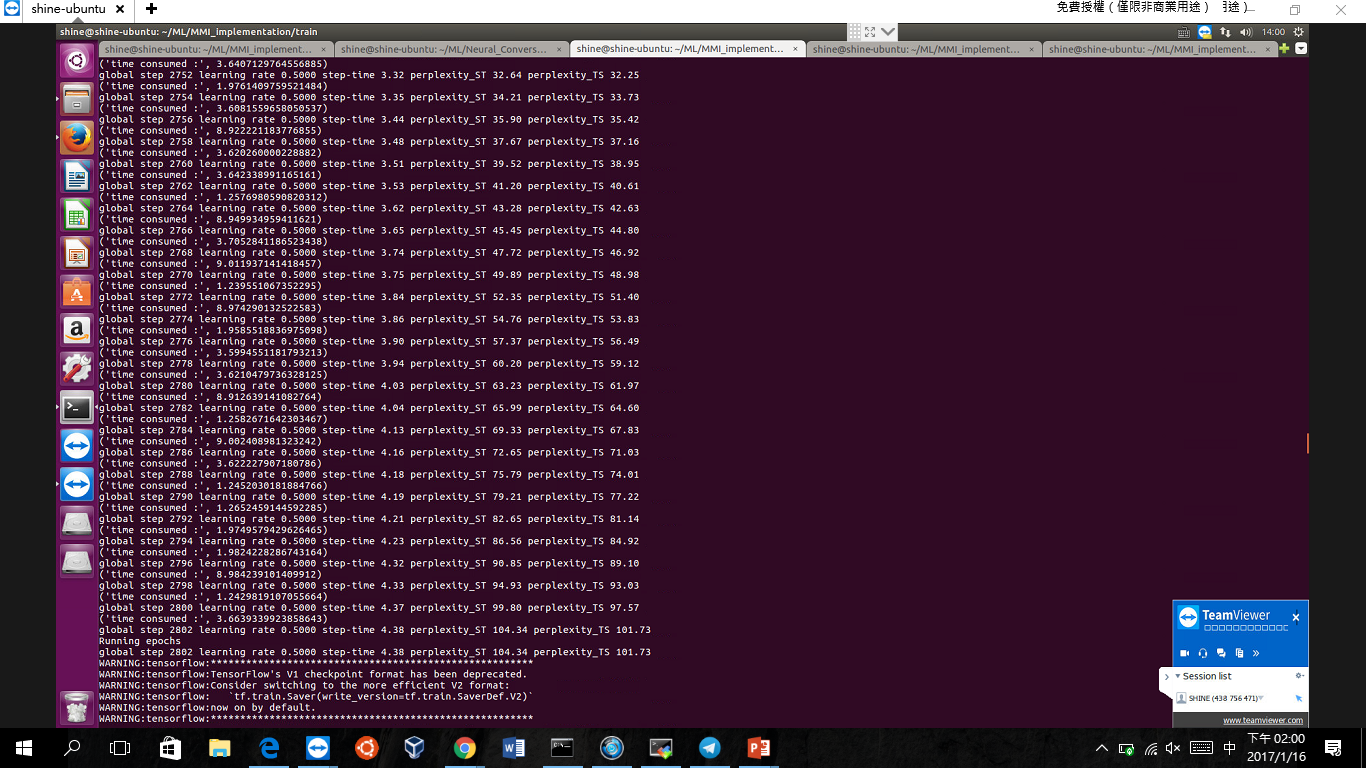 shine-ubuntu
免費授權（僅限非商業用途）
shine@shine-ubuntu: ~/ML/MMI_implementation/train
14:00
shine@shine-ubuntu: ~/ML/MMI_implement...
shine@shine-ubuntu: ~/ML/Neural_Convers...
shine@shine-ubuntu: ~/ML/MMI_implement...
shine@shine-ubuntu: ~/ML/MMI_implement...
shine@shine-ubuntu: ~/ML/MMI_implement...
('time consumed :', 3.6407129764556885)
global step 2752 learning rate 0.5000 step-time 3.32 perplexity_ST 32.64 perplexity_TS 32.25
('time consumed :', 1.9761409759521484)
global step 2754 learning rate 0.5000 step-time 3.35 perplexity_ST 34.21 perplexity_TS 33.73
('time consumed :', 3.6081559658050537)
global step 2756 learning rate 0.5000 step-time 3.44 perplexity_ST 35.90 perplexity_TS 35.42
('time consumed :', 8.922221183776855)
global step 2758 learning rate 0.5000 step-time 3.48 perplexity_ST 37.67 perplexity_TS 37.16
('time consumed :', 3.620260000228882)
global step 2760 learning rate 0.5000 step-time 3.51 perplexity_ST 39.52 perplexity_TS 38.95
('time consumed :', 3.642338991165161)
global step 2762 learning rate 0.5000 step-time 3.53 perplexity_ST 41.20 perplexity_TS 40.61
('time consumed :', 1.2576980590820312)
global step 2764 learning rate 0.5000 step-time 3.62 perplexity_ST 43.28 perplexity_TS 42.63
('time consumed :', 8.949934959411621)
global step 2766 learning rate 0.5000 step-time 3.65 perplexity_ST 45.45 perplexity_TS 44.80
('time consumed :', 3.7052841186523438)
global step 2768 learning rate 0.5000 step-time 3.74 perplexity_ST 47.72 perplexity_TS 46.92
('time consumed :', 9.011937141418457)
global step 2770 learning rate 0.5000 step-time 3.75 perplexity_ST 49.89 perplexity_TS 48.98
('time consumed :', 1.239551067352295)
global step 2772 learning rate 0.5000 step-time 3.84 perplexity_ST 52.35 perplexity_TS 51.40
('time consumed :', 8.974290132522583)
global step 2774 learning rate 0.5000 step-time 3.86 perplexity_ST 54.76 perplexity_TS 53.83
('time consumed :', 1.9585518836975098)
global step 2776 learning rate 0.5000 step-time 3.90 perplexity_ST 57.37 perplexity_TS 56.49
('time consumed :', 3.5994551181793213)
global step 2778 learning rate 0.5000 step-time 3.94 perplexity_ST 60.20 perplexity_TS 59.12
('time consumed :', 3.6210479736328125)
global step 2780 learning rate 0.5000 step-time 4.03 perplexity_ST 63.23 perplexity_TS 61.97
('time consumed :', 8.912639141082764)
global step 2782 learning rate 0.5000 step-time 4.04 perplexity_ST 65.99 perplexity_TS 64.60
('time consumed :', 1.2582671642303467)
global step 2784 learning rate 0.5000 step-time 4.13 perplexity_ST 69.33 perplexity_TS 67.83
('time consumed :', 9.002408981323242)
global step 2786 learning rate 0.5000 step-time 4.16 perplexity_ST 72.65 perplexity_TS 71.03
('time consumed :', 3.622227907180786)
global step 2788 learning rate 0.5000 step-time 4.18 perplexity_ST 75.79 perplexity_TS 74.01
('time consumed :', 1.2452030181884766)
global step 2790 learning rate 0.5000 step-time 4.19 perplexity_ST 79.21 perplexity_TS 77.22
('time consumed :', 1.2652459144592285)
global step 2792 learning rate 0.5000 step-time 4.21 perplexity_ST 82.65 perplexity_TS 81.14
('time consumed :', 1.9749579429626465)
global step 2794 learning rate 0.5000 step-time 4.23 perplexity_ST 86.56 perplexity_TS 84.92
('time consumed :', 1.9824228286743164)
global step 2796 learning rate 0.5000 step-time 4.32 perplexity_ST 90.85 perplexity_TS 89.10
('time consumed :', 8.984239101409912)
global step 2798 learning rate 0.5000 step-time 4.33 perplexity_ST 94.93 perplexity_TS 93.03
('time consumed :', 1.2429819107055664)
global step 2800 learning rate 0.5000 step-time 4.37 perplexity_ST 99.80 perplexity_TS 97.57
('time consumed :', 3.6639339923858643)
global step 2802 learning rate 0.5000 step-time 4.38 perplexity_ST 104.34 perplexity_TS 101.73
Running epochs
global step 2802 learning rate 0.5000 step-time 4.38 perplexity_ST 104.34 perplexity_TS 101.73
WARNING:tensorflow:*******************************************************
WARNING:tensorflow:TensorFlow's V1 checkpoint format has been deprecated.
WARNING:tensorflow:Consider switching to the more efficient V2 format:
WARNING:tensorflow:   `tf.train.Saver(write_version=tf.train.SaverDef.V2)`
WARNING:tensorflow:now on by default.
WARNING:tensorflow:*******************************************************
TeamViewer
Session list
SHINE (438 756 471)
www.teamviewer.com
中
下午 02:00
2017/1/16